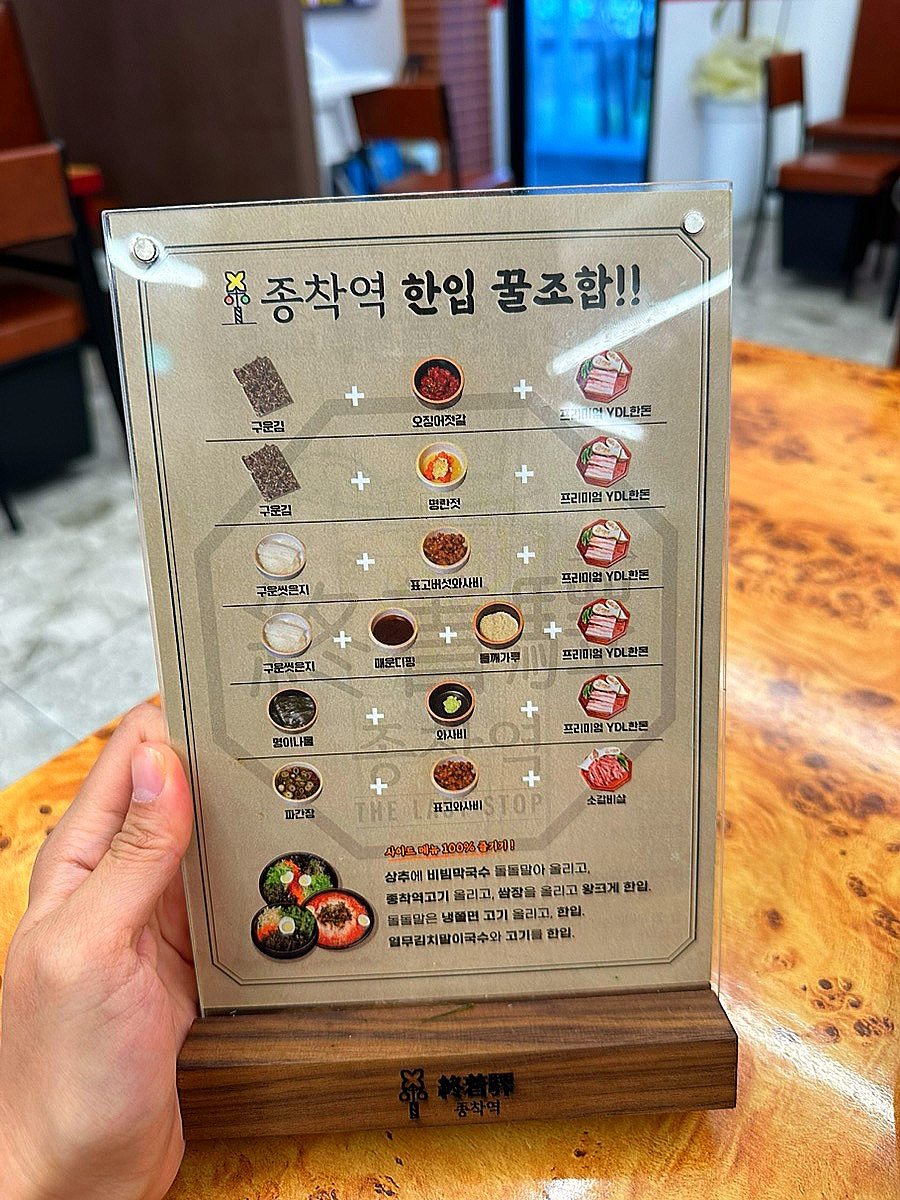 종착역 한입 꿀조합!!
구운김 + 오징어젓갈 + 프리미엄 YDL한돈
구운김 + 명란젓 + 프리미엄 YDL한돈
구운씻은지 + 표고버섯와사비 + 프리미엄 YDL한돈
구운씻은지 + 매운디핑 + 들깨가루 + 프리미엄 YDL한돈
명이나물 + 와사비 + 프리미엄 YDL한돈
파간장 + 표고와사비 + 소갈비살
終着驛
종착역
THE LAST STOP
사이드 메뉴 100% 즐기기!
상추에 비빔막국수 돌돌말아 올리고,
종착역고기 올리고, 쌈장을 올리고 왕크게 한입.
돌돌말은 냉쫄면 고기 올리고, 한입.
열무김치말이국수와 고기를 한입.
終着驛
종착역